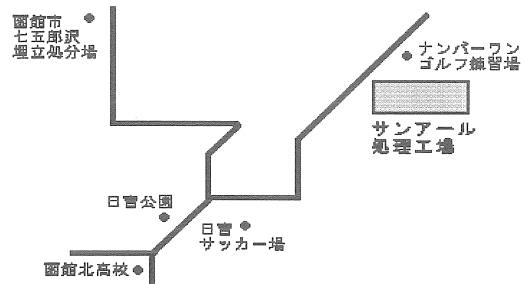 函館市
七五郎沢
埋立処分場
ナンバーワン
ゴルフ練習場
サンアール
処理工場
日吉公園
日吉
サッカー場
函館北高校